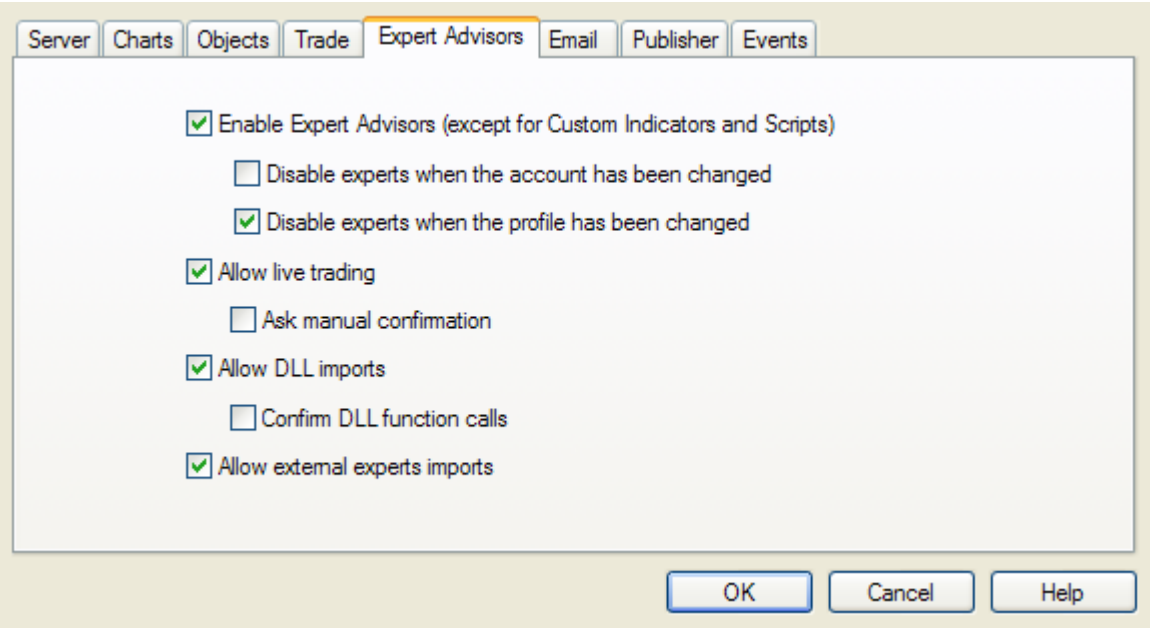 Server Charts Objects Trade Expert Advisors Email Publisher Events
Enable Expert Advisors (except for Custom Indicators and Scripts)
Disable experts when the account has been changed
Disable experts when the profile has been changed
Allow live trading
Ask manual confirmation
Allow DLL imports
Confirm DLL function calls
Allow external experts imports
OK Cancel Help